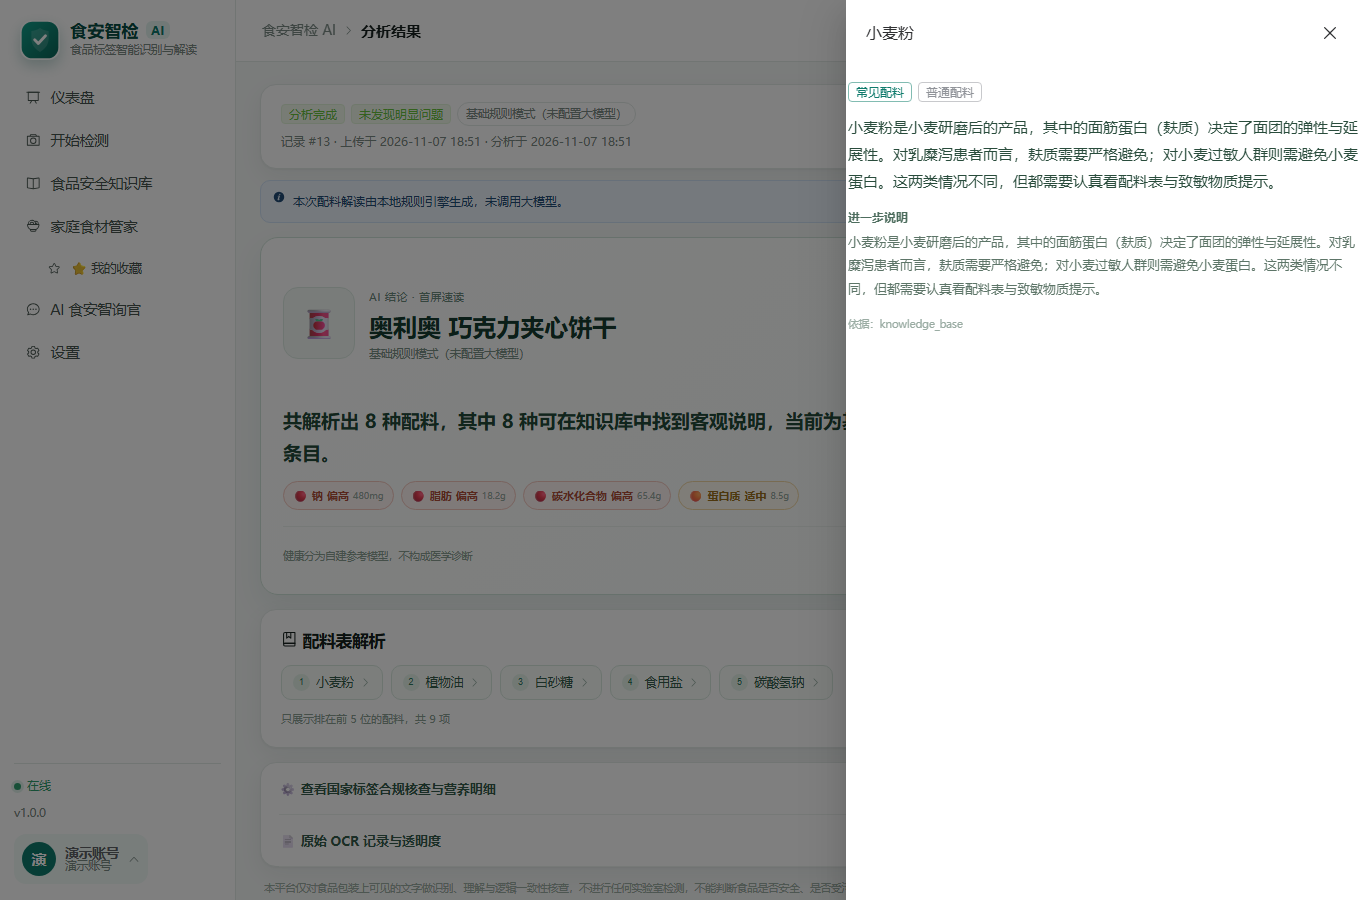 食安智检 AI
食品标签智能识别与解读
仪表盘
开始检测
食品安全知识库
家庭食材管家
我的收藏
AI 食安智询官
设置
在线
v1.0.0
演
演示账号
演示账号
食安智检 AI > 分析结果
分析完成 未发现明显问题 基础规则模式（未配置大模型）
记录 #13 · 上传于 2026-11-07 18:51 · 分析于 2026-11-07 18:51
本次配料解读由本地规则引擎生成，未调用大模型。
AI 结论 · 首屏速读
奥利奥 巧克力夹心饼干
基础规则模式（未配置大模型）
共解析出 8 种配料，其中 8 种可在知识库中找到客观说明，当前为
条目。
钠 偏高 480mg 脂肪 偏高 18.2g 碳水化合物 偏高 65.4g 蛋白质 适中 8.5g
健康分为自建参考模型，不构成医学诊断
配料表解析
1 小麦粉 2 植物油 3 白砂糖 4 食用盐 5 碳酸氢钠
只展示排在前 5 位的配料，共 9 项
查看国家标签合规核查与营养明细
原始 OCR 记录与透明度
本平台仅对食品包装上可见的文字做识别、理解与逻辑一致性核查，不进行任何实验室检测，不能判断食品是否安全、是否受
小麦粉
常见配料 普通配料
小麦粉是小麦研磨后的产品，其中的面筋蛋白（麸质）决定了面团的弹性与延
展性。对乳糜泻患者而言，麸质需要严格避免；对小麦过敏人群则需避免小麦
蛋白。这两类情况不同，但都需要认真看配料表与致敏物质提示。
进一步说明
小麦粉是小麦研磨后的产品，其中的面筋蛋白（麸质）决定了面团的弹性与延展性。对乳
糜泻患者而言，麸质需要严格避免；对小麦过敏人群则需避免小麦蛋白。这两类情况不
同，但都需要认真看配料表与致敏物质提示。
依据：knowledge_base